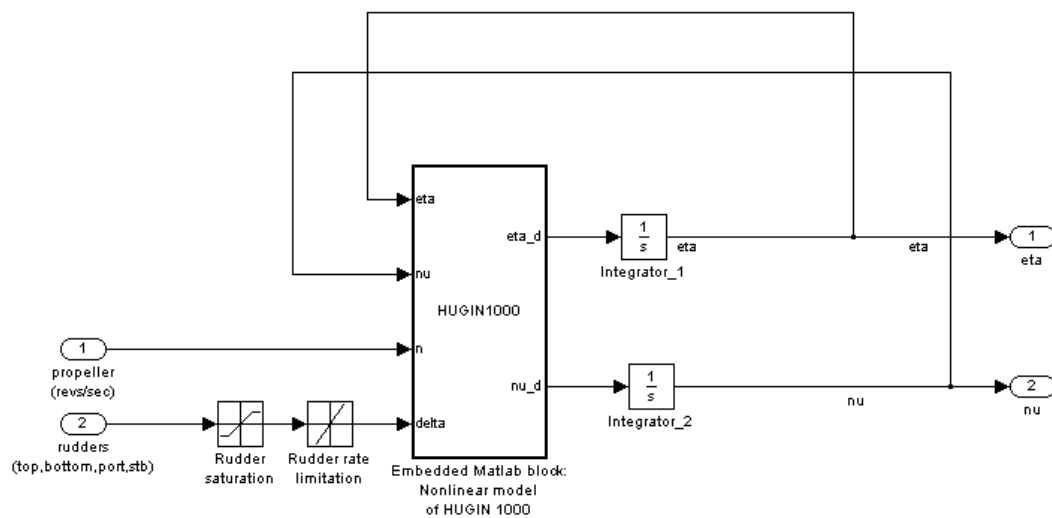 eta
eta_d
1
s
eta
eta
1
eta
Integrator_1
nu
HUGIN1000
1
propeller
(revs/sec)
n
nu_d
1
s
nu
2
nu
Integrator_2
2
rudders
(top,bottom,port,stb)
Rudder
saturation
Rudder rate
limitation
delta
Embedded Matlab block:
Nonlinear model
of HUGIN 1000